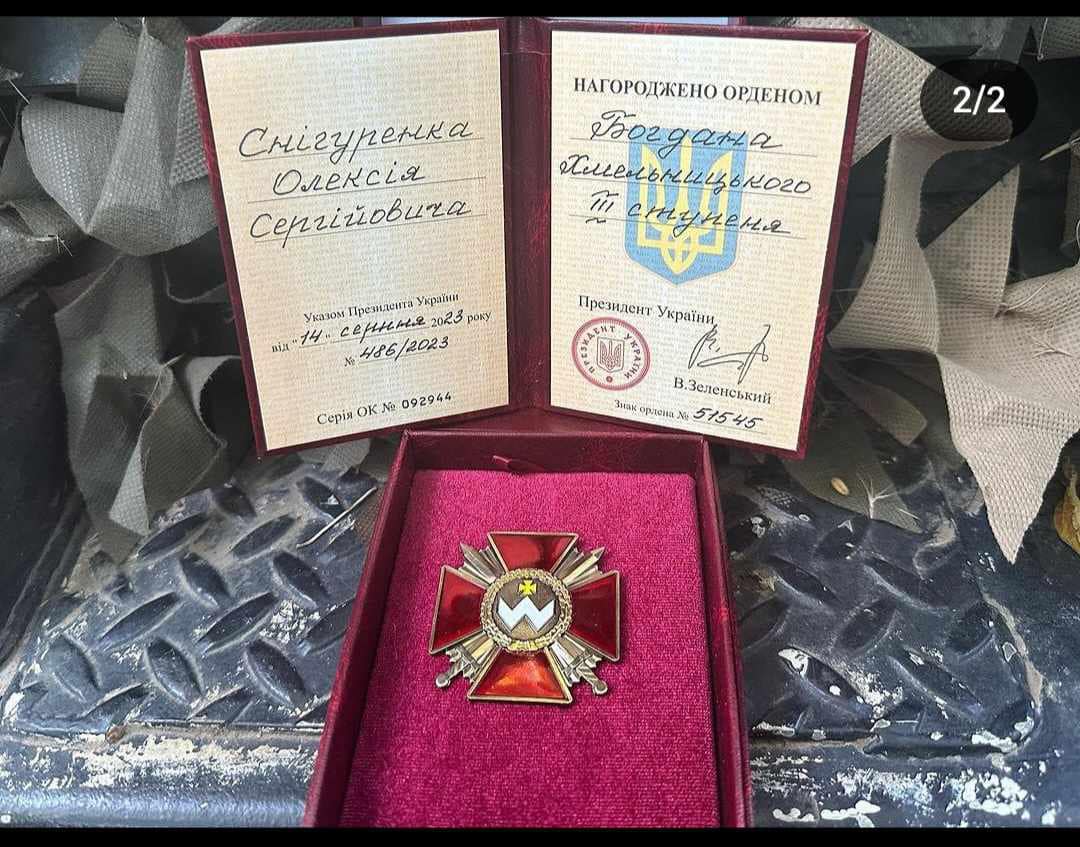 2/2
Снігуренка
Олексія
Сергійовича
Указом Президента України
від "14" серпня 2023 року
№ 486/2023
Серія ОК № 092944
НАГОРОДЖЕНО ОРДЕНОМ
Богдана
Хмельницького
III ступеня
Президент України
ПРЕЗИДЕНТ УКРАЇНИ
В.Зеленський
Знак ордена № 51545